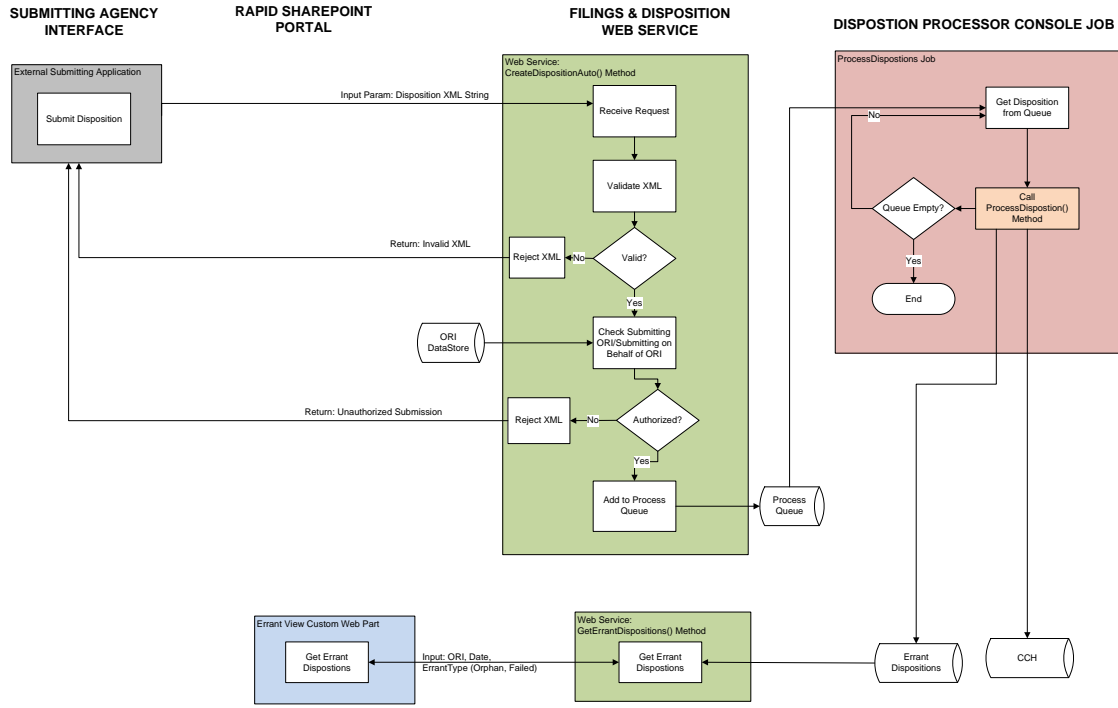 SUBMITTING AGENCY
INTERFACE
RAPID SHAREPOINT
PORTAL
FILINGS & DISPOSITION
WEB SERVICE
DISPOSTION PROCESSOR CONSOLE JOB
External Submitting Application
Submit Disposition
Input Param: Disposition XML String
Web Service:
CreateDispositionAuto() Method
Receive Request
Validate XML
Valid?
No
Reject XML
Return: Invalid XML
Yes
ORI
DataStore
Check Submitting
ORI/Submitting on
Behalf of ORI
Authorized?
No
Reject XML
Return: Unauthorized Submission
Yes
Add to Process
Queue
Process
Queue
ProcessDispostions Job
Get Disposition
from Queue
No
Call
ProcessDispostion()
Method
Queue Empty?
Yes
End
Errant View Custom Web Part
Get Errant
Dispostions
Input: ORI, Date,
ErrantType (Orphan, Failed)
Web Service:
GetErrantDispositions() Method
Get Errant
Dispostions
Errant
Dispositions
CCH